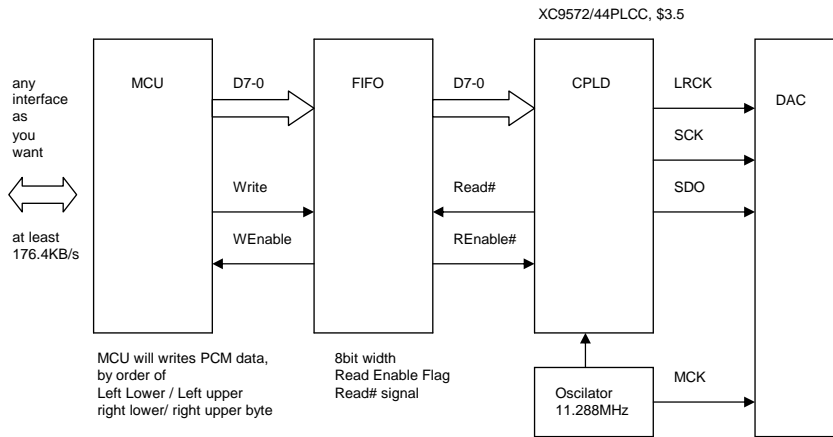 XC9572/44PLCC, $3.5
any
interface
as
you
want
at least
176.4KB/s
MCU
D7-0
FIFO
D7-0
CPLD
LRCK
DAC
SCK
SDO
Write
WEnable
Read#
REnable#
MCU will writes PCM data,
by order of
Left Lower / Left upper
right lower/ right upper byte
8bit width
Read Enable Flag
Read# signal
Oscilator
11.288MHz
MCK